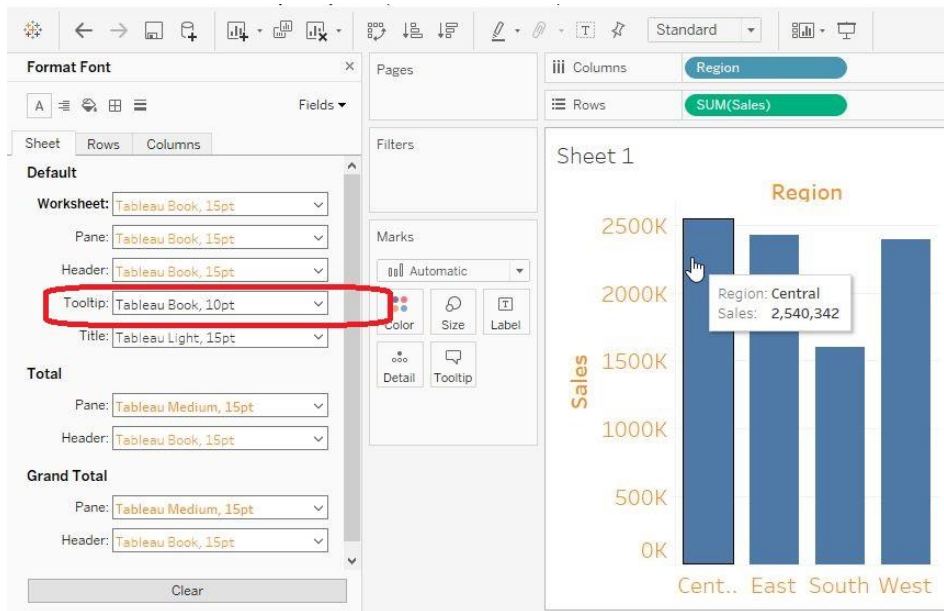 Standard
Format Font
Fields
Sheet Rows Columns
Default
Worksheet: Tableau Book, 15pt
Pane: Tableau Book, 15pt
Header: Tableau Book, 15pt
Tooltip: Tableau Book, 10pt
Title: Tableau Light, 15pt
Total
Pane: Tableau Medium, 15pt
Header: Tableau Book, 15pt
Grand Total
Pane: Tableau Medium, 15pt
Header: Tableau Book, 15pt
Clear
Pages
Filters
Marks
Automatic
Color Size Label
Detail Tooltip
Columns Region
Rows SUM(Sales)
Sheet 1
Region
2500K
2000K
1500K
1000K
500K
0K
Sales
Region: Central
Sales: 2,540,342
Cent.. East South West